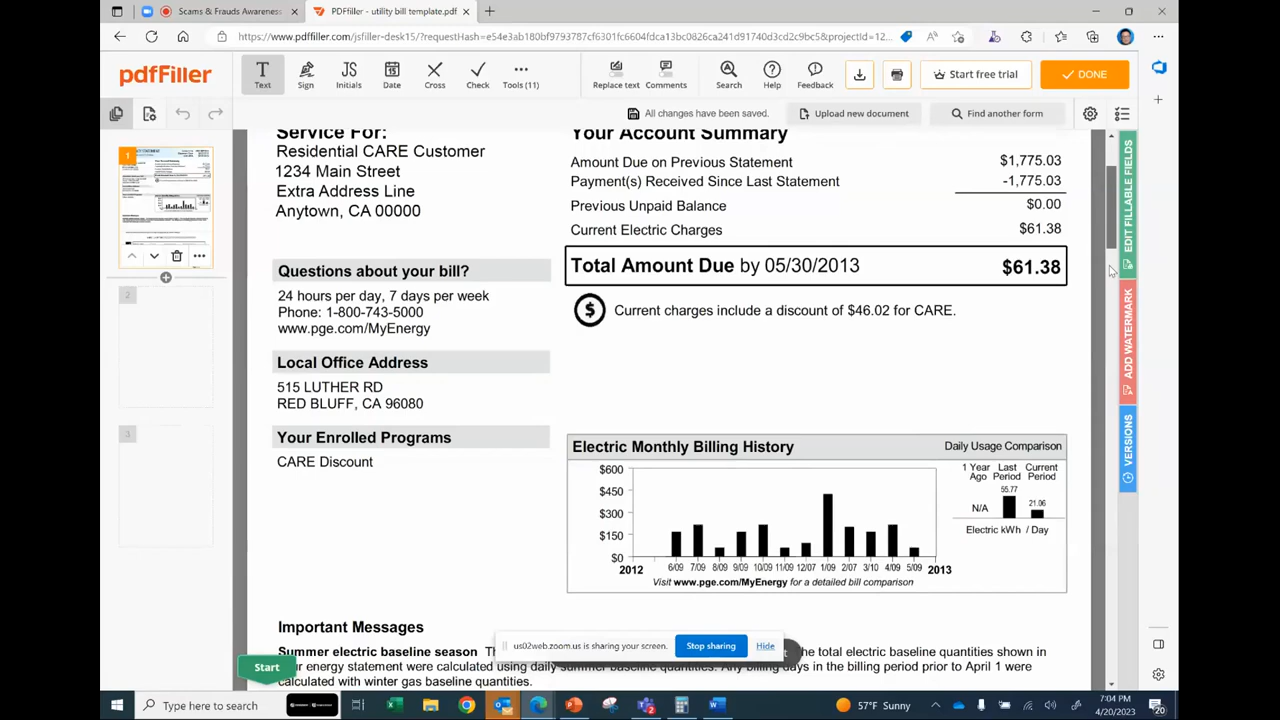 Scams & Frauds Awareness
PDFfiller - utility bill template.pdf
https://www.pdffiller.com/jsfiller-desk15/?requestHash=e54e3ab180bf9793787cf6301fc6604fdca13bc0826ca241d91740d3cd2c9bc5&projectId=12...
pdfFiller
Text
Sign
Initials
Date
Cross
Check
Tools (11)
Replace text
Comments
Search
Help
Feedback
Start free trial
DONE
All changes have been saved.
Upload new document
Find another form
1
2
3
EDIT FILLABLE FIELDS
ADD WATERMARK
VERSIONS
Service For:
Residential CARE Customer
1234 Main Street
Extra Address Line
Anytown, CA 00000
Questions about your bill?
24 hours per day, 7 days per week
Phone: 1-800-743-5000
www.pge.com/MyEnergy
Local Office Address
515 LUTHER RD
RED BLUFF, CA 96080
Your Enrolled Programs
CARE Discount
Your Account Summary
Amount Due on Previous Statement $1,775.03
Payment(s) Received Since Last Statement -1,775.03
Previous Unpaid Balance $0.00
Current Electric Charges $61.38
Total Amount Due by 05/30/2013 $61.38
$ Current charges include a discount of $46.02 for CARE.
Electric Monthly Billing History
Daily Usage Comparison
$600
$450
$300
$150
$0
6/09 7/09 8/09 9/09 10/09 11/09 12/07 1/09 2/07 3/10 4/09 5/09
2012 2013
1 Year Ago
Last Period
Current Period
N/A
55.77
21.06
Electric kWh / Day
Visit www.pge.com/MyEnergy for a detailed bill comparison
Important Messages
Summer electric baseline season Th
the total electric baseline quantities shown in
ur energy statement were calculated using daily summer baseline quantities. Any billing days in the billing period prior to April 1 were
calculated with winter gas baseline quantities.
Start
us02web.zoom.us is sharing your screen.
Stop sharing
Hide
Type here to search
57°F Sunny
7:04 PM
4/20/2023
20